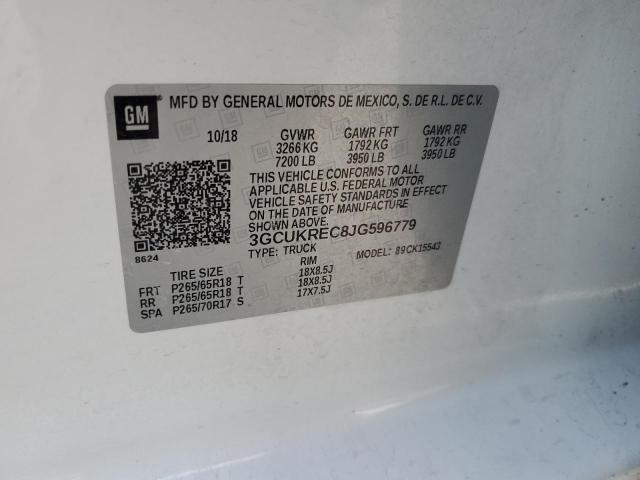 GM
MFD BY GENERAL MOTORS DE MEXICO, S. DE R.L. DE C.V.
10/18 GVWR GAWR FRT GAWR RR
3266 KG 1792 KG 1792 KG
7200 LB 3950 LB 3950 LB
THIS VEHICLE CONFORMS TO ALL
APPLICABLE U.S. FEDERAL MOTOR
VEHICLE SAFETY STANDARDS IN EFFECT
ON THE DATE OF MANUFACTURE SHOWN
ABOVE.
3GCUKREC8JG596779
8624
TYPE: TRUCK MODEL: 89CK15543
TIRE SIZE RIM
FRT P265/65R18 T 18X8.5J
RR P265/65R18 T 18X8.5J
SPA P265/70R17 S 17X7.5J